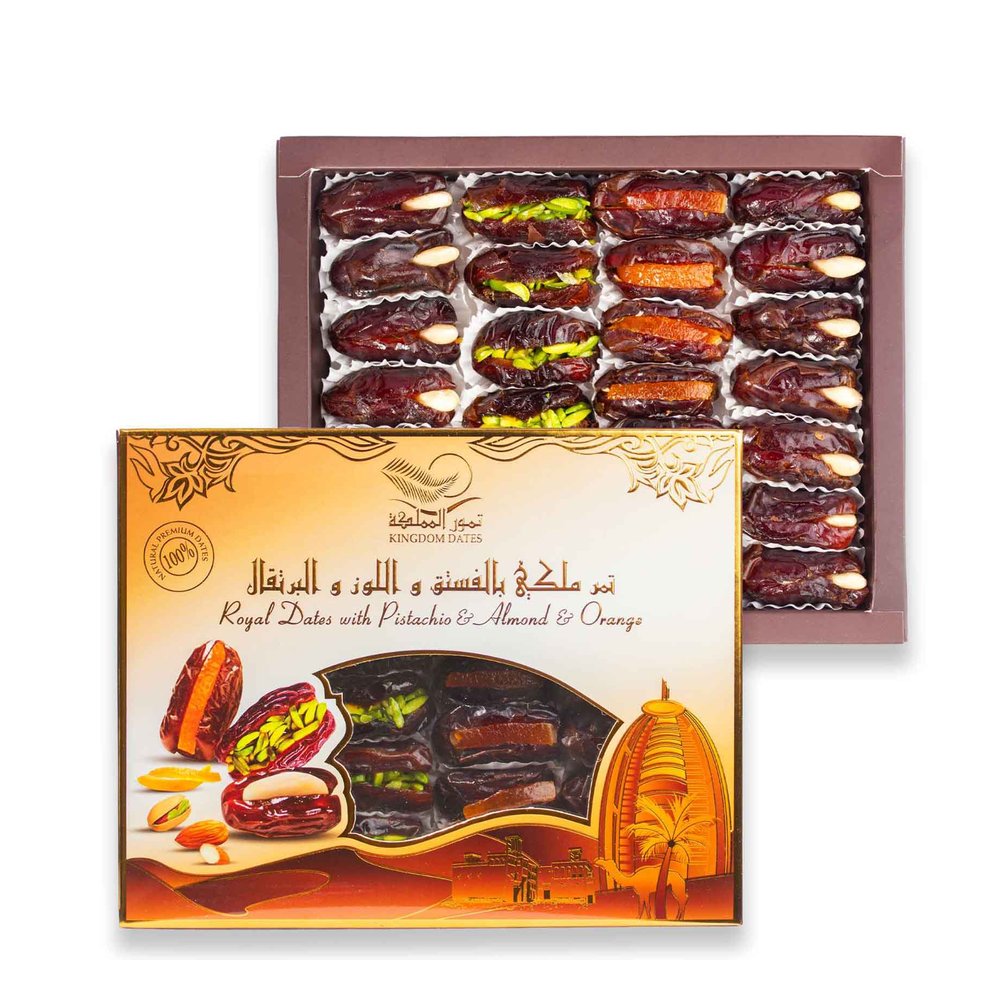 تمور المملكة
KINGDOM DATES
NATURAL PREMIUM DATES
100%
تمر ملكي بالفستق و اللوز و البرتقال
Royal Dates with Pistachio & Almond & Orange